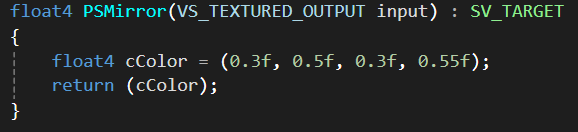 float4 PSMirror(VS_TEXTURED_OUTPUT input) : SV_TARGET
{
    float4 cColor = (0.3f, 0.5f, 0.3f, 0.55f);
    return (cColor);
}